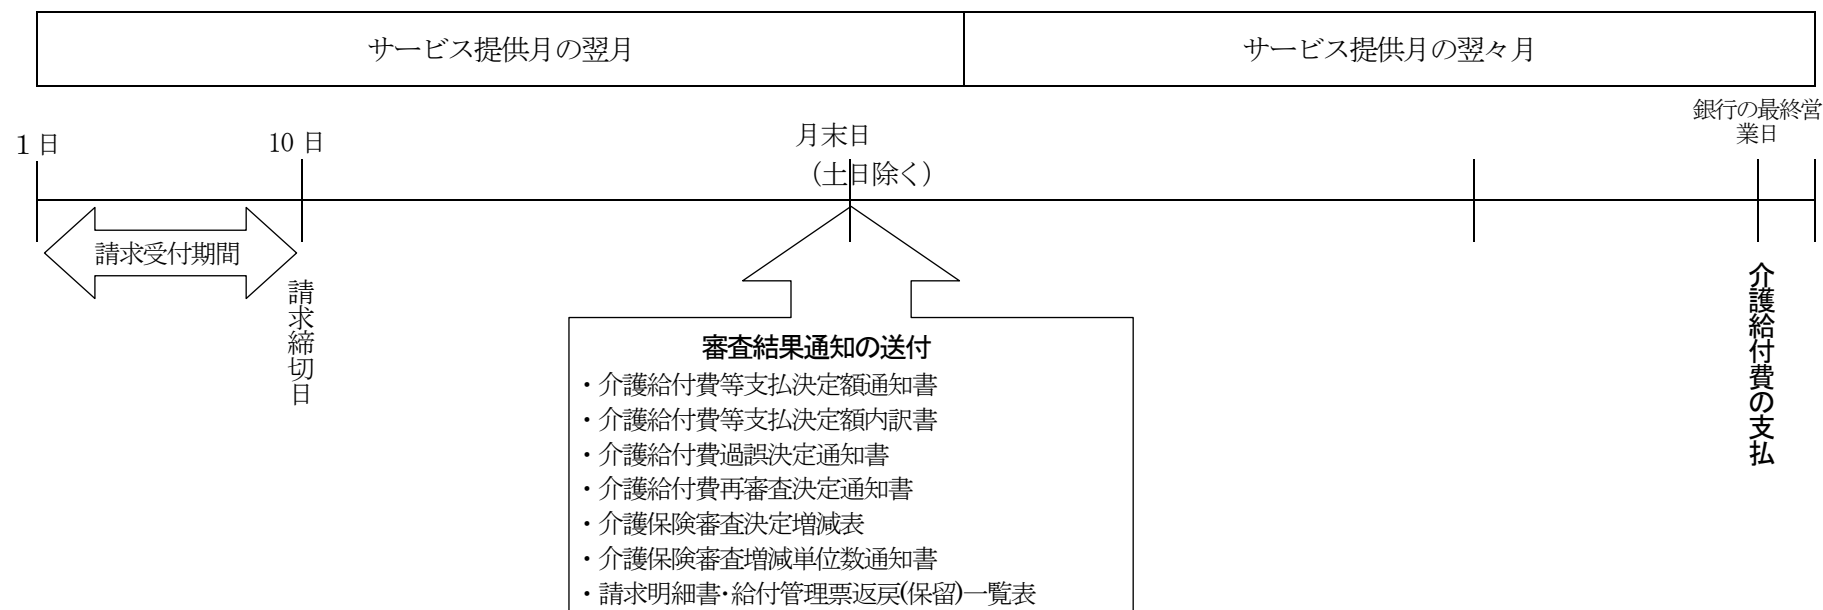 サービス提供月の翌月
サービス提供月の翌々月
銀行の最終営
業日
1日
10日
月末日
（土日除く）
請求受付期間
請求締切日
介護給付費の支払
審査結果通知の送付
・介護給付費等支払決定額通知書
・介護給付費等支払決定額内訳書
・介護給付費過誤決定通知書
・介護給付費再審査決定通知書
・介護保険審査決定増減表
・介護保険審査増減単位数通知書
・請求明細書・給付管理票返戻(保留)一覧表